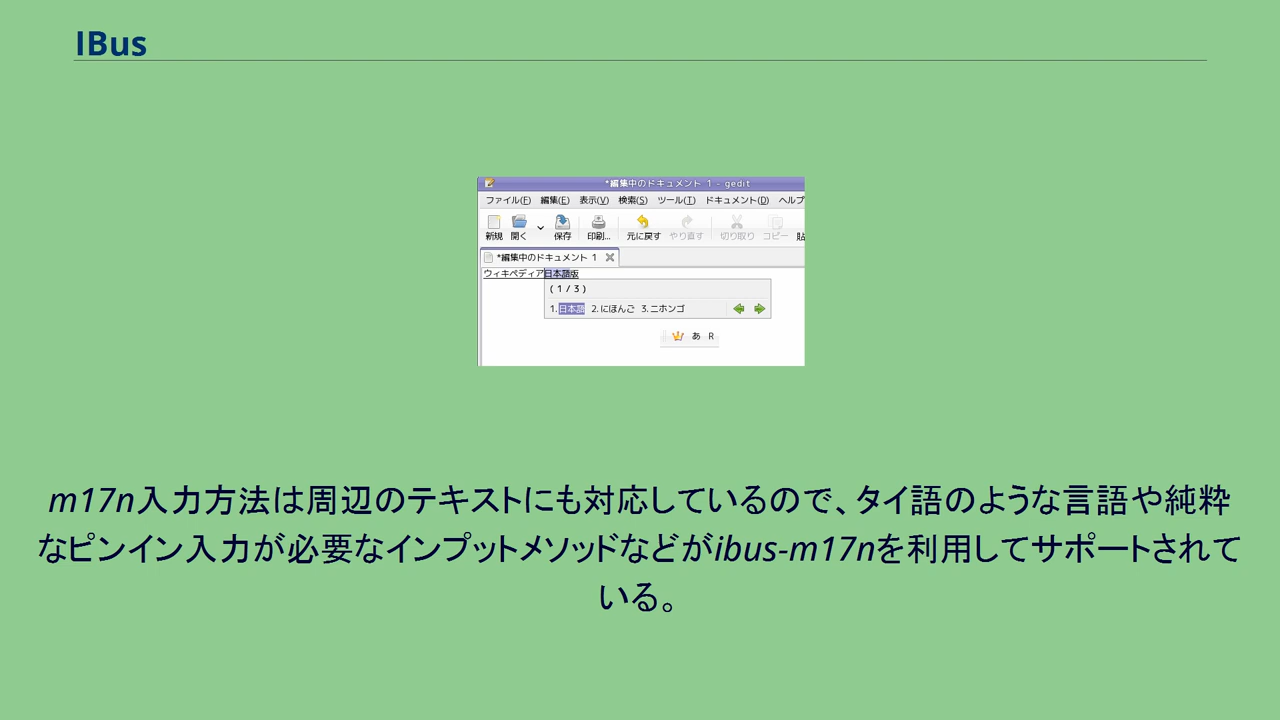 IBus
*編集中のドキュメント 1 - gedit
ファイル(F) 編集(E) 表示(V) 検索(S) ツール(T) ドキュメント(D) ヘルプ
新規 開く 保存 印刷... 元に戻す やり直す 切り取り コピー 貼
*編集中のドキュメント 1
ウィキペディア日本語版
( 1 / 3 )
1.日本語 2.にほんご 3.ニホンゴ
あ R
m17n入力方法は周辺のテキストにも対応しているので、タイ語のような言語や純粋
なピンイン入力が必要なインプットメソッドなどがibus-m17nを利用してサポートされて
いる。